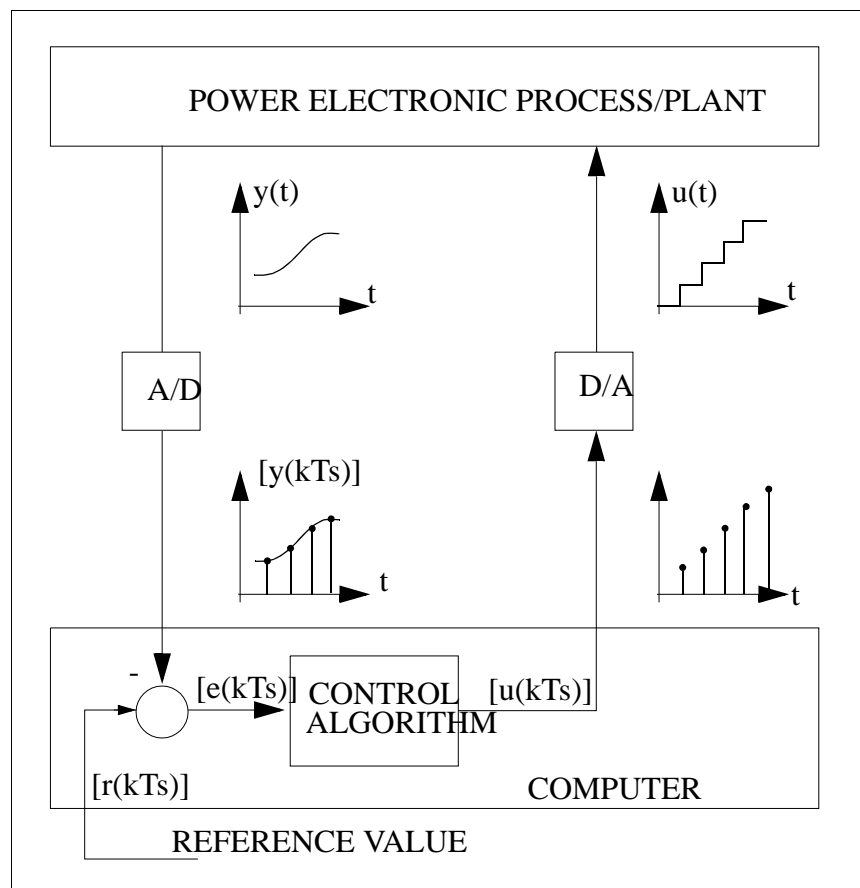 POWER ELECTRONIC PROCESS/PLANT
y(t)
u(t)
t
t
A/D
D/A
[y(kTs)]
t
t
-
[e(kTs)]
CONTROL
ALGORITHM
[u(kTs)]
[r(kTs)]
COMPUTER
REFERENCE VALUE